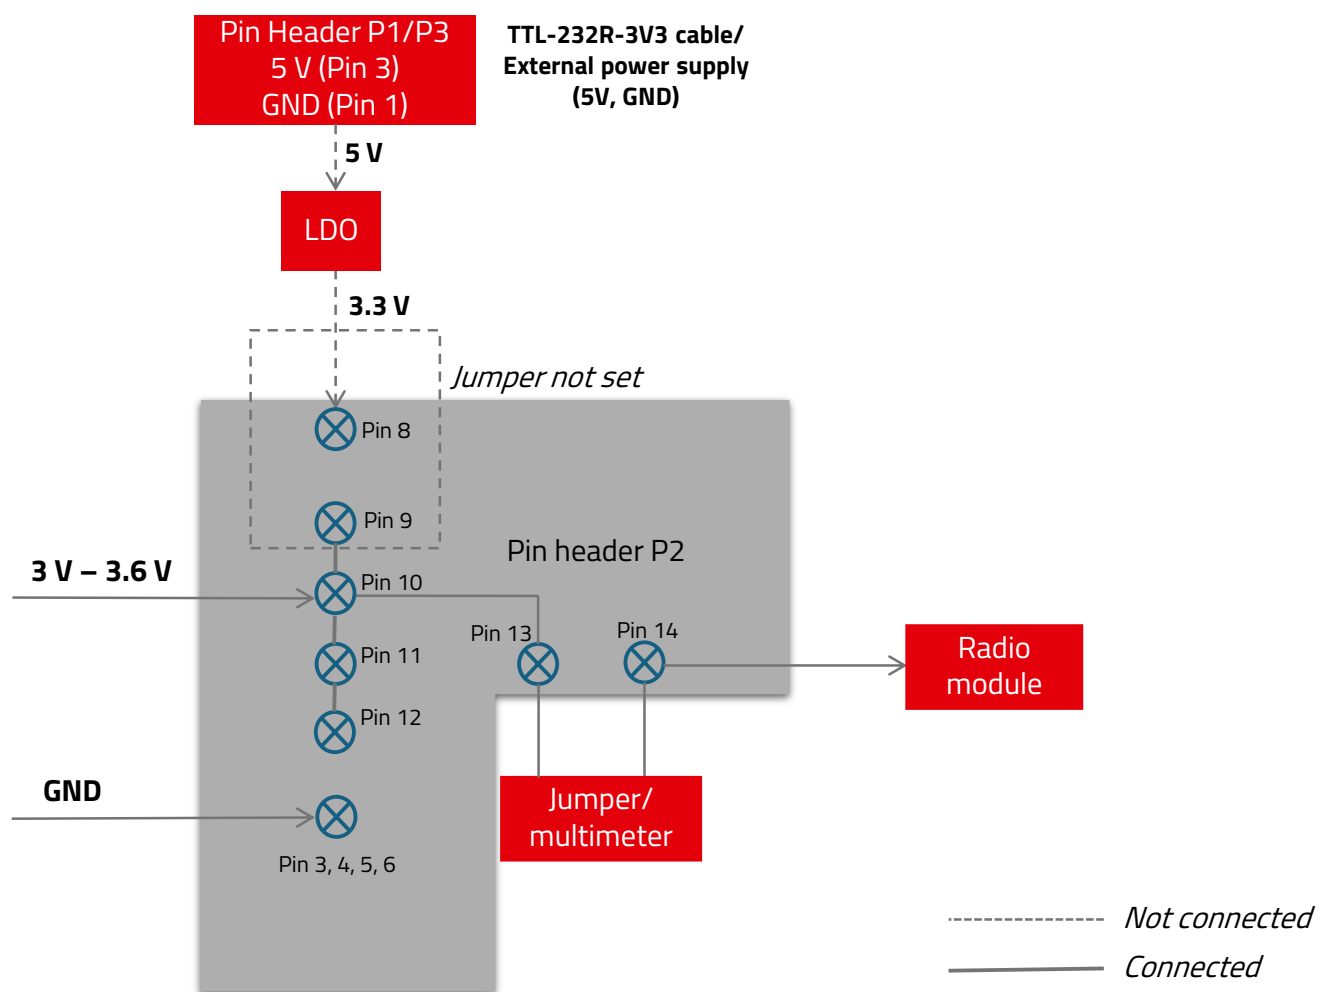 Pin Header P1/P3
5 V (Pin 3)
GND (Pin 1)
TTL-232R-3V3 cable/
External power supply
(5V, GND)
5 V
LDO
3.3 V
Jumper not set
Pin 8
Pin 9
Pin header P2
3 V – 3.6 V
Pin 10
Pin 13
Pin 14
Pin 11
Radio
module
Pin 12
GND
Jumper/
multimeter
Pin 3, 4, 5, 6
Not connected
Connected